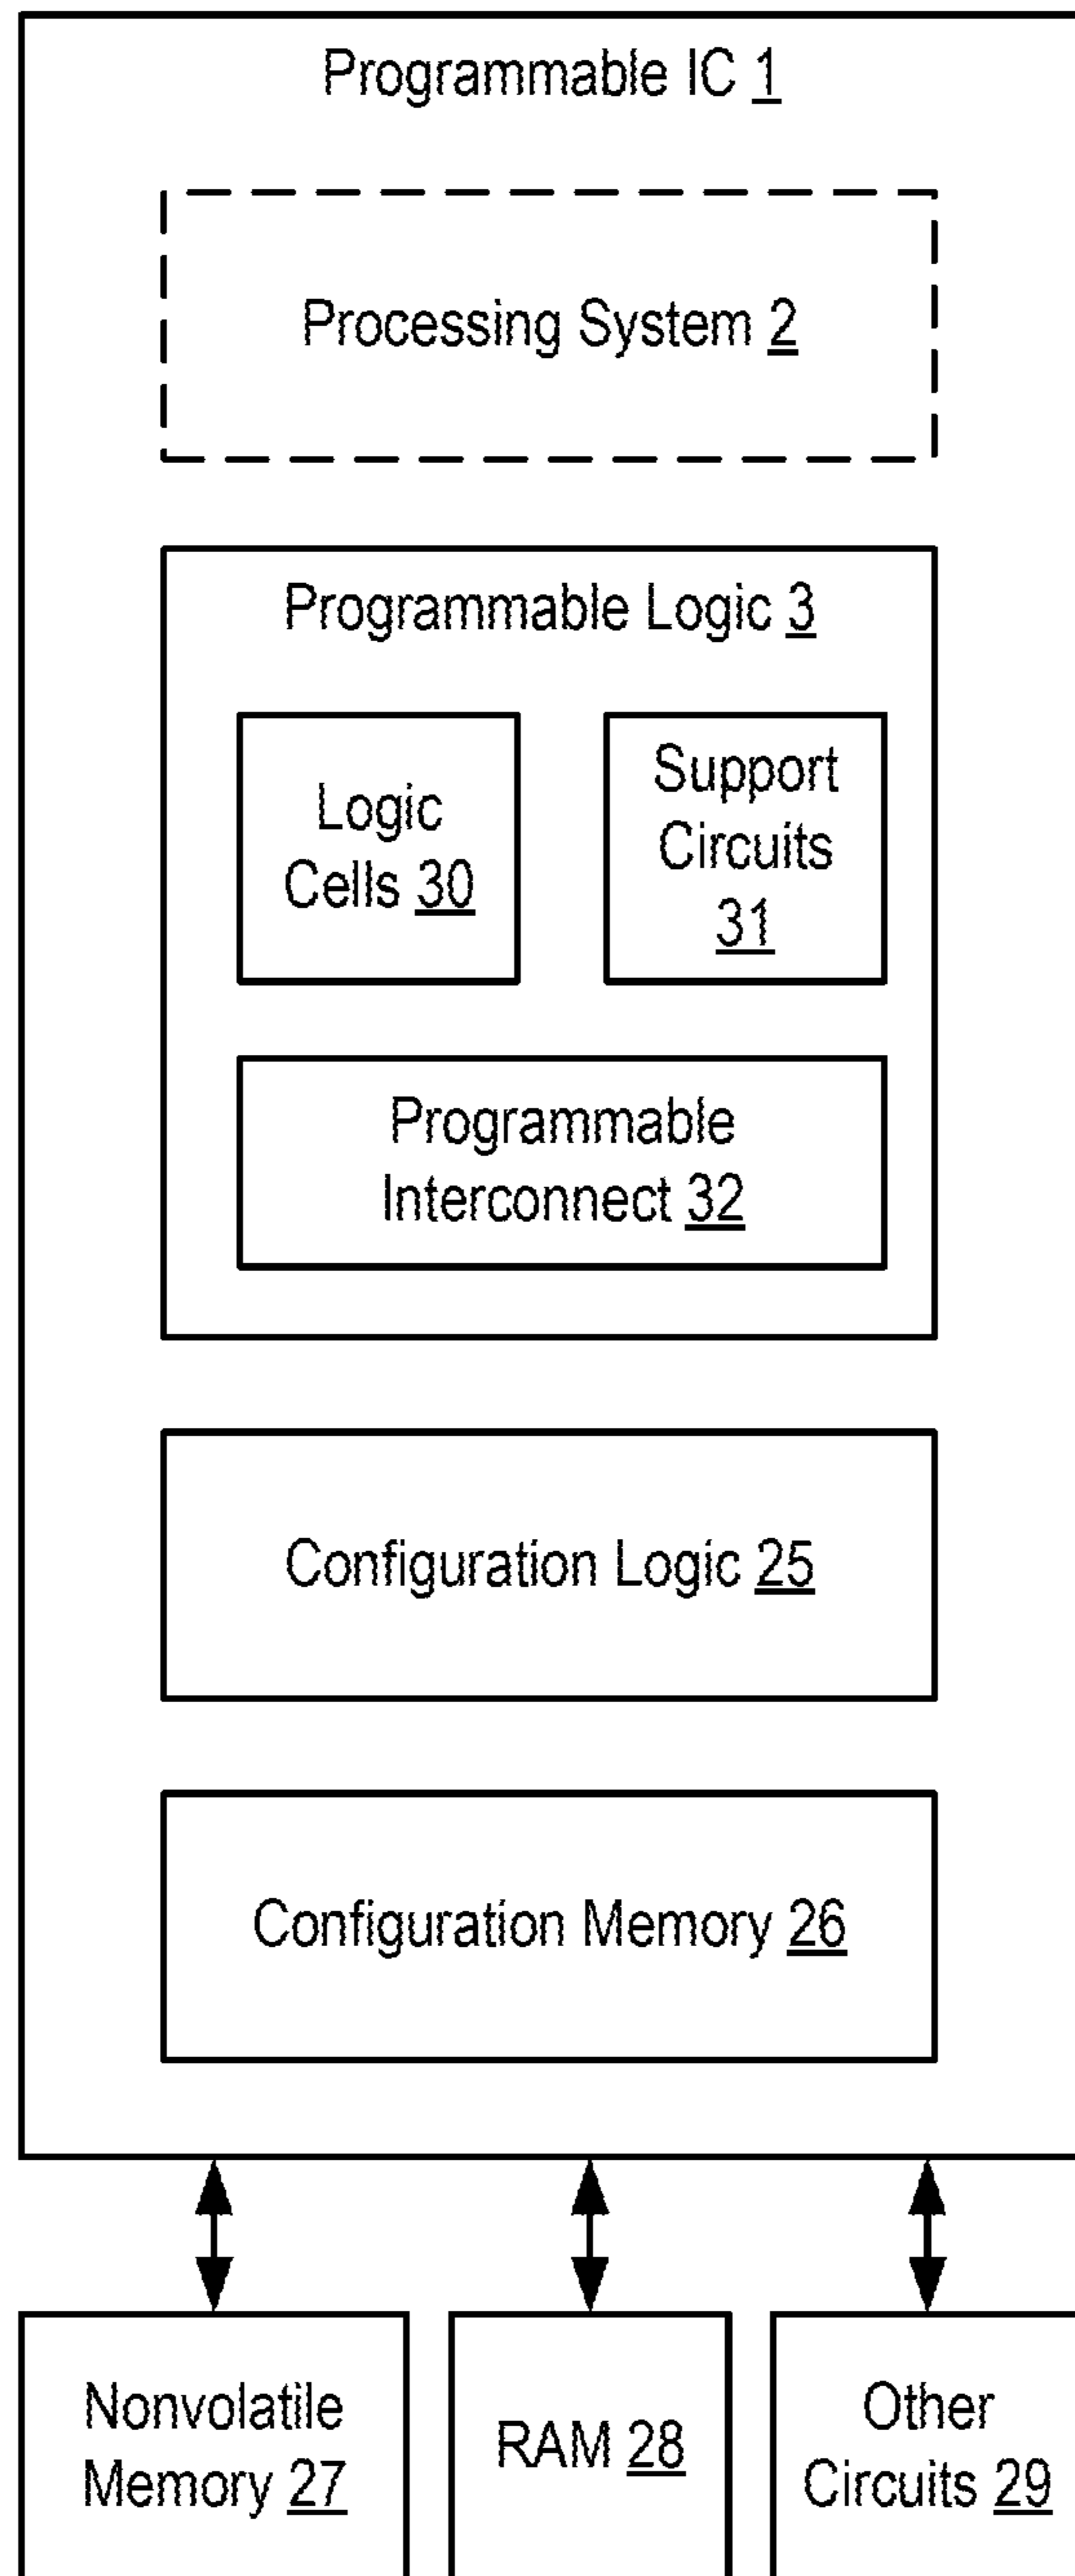 Programmable IC 1
Processing System 2
Programmable Logic 3
Logic
Cells 30
Support
Circuits
31
Programmable
Interconnect 32
Configuration Logic 25
Configuration Memory 26
Nonvolatile
Memory 27
RAM 28
Other
Circuits 29